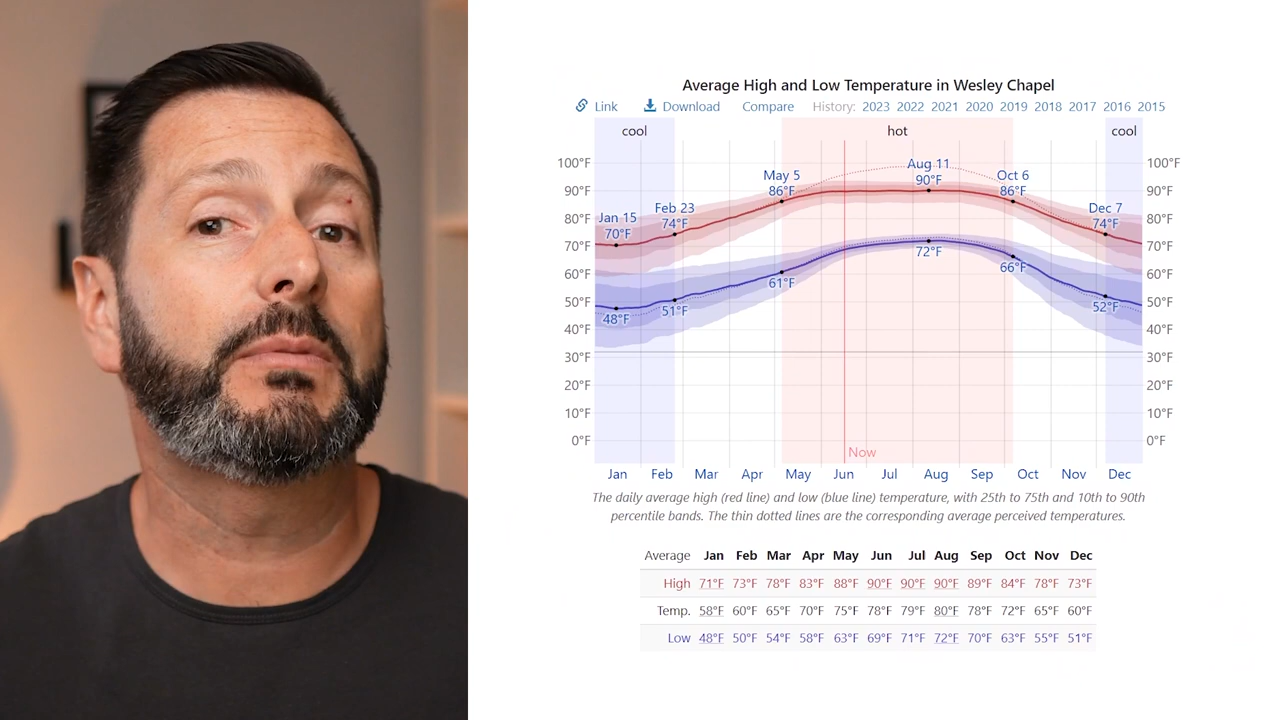 Average High and Low Temperature in Wesley Chapel
Link Download Compare History: 2023 2022 2021 2020 2019 2018 2017 2016 2015
cool hot cool
100°F 100°F
90°F 90°F
80°F 80°F
70°F 70°F
60°F 60°F
50°F 50°F
40°F 40°F
30°F 30°F
20°F 20°F
10°F 10°F
0°F 0°F
Jan 15
70°F
Feb 23
74°F
May 5
86°F
Aug 11
90°F
Oct 6
86°F
Dec 7
74°F
48°F
51°F
61°F
72°F
66°F
52°F
Now
Jan Feb Mar Apr May Jun Jul Aug Sep Oct Nov Dec
The daily average high (red line) and low (blue line) temperature, with 25th to 75th and 10th to 90th
percentile bands. The thin dotted lines are the corresponding average perceived temperatures.
Average Jan Feb Mar Apr May Jun Jul Aug Sep Oct Nov Dec
High 71°F 73°F 78°F 83°F 88°F 90°F 90°F 90°F 89°F 84°F 78°F 73°F
Temp. 58°F 60°F 65°F 70°F 75°F 78°F 79°F 80°F 78°F 72°F 65°F 60°F
Low 48°F 50°F 54°F 58°F 63°F 69°F 71°F 72°F 70°F 63°F 55°F 51°F